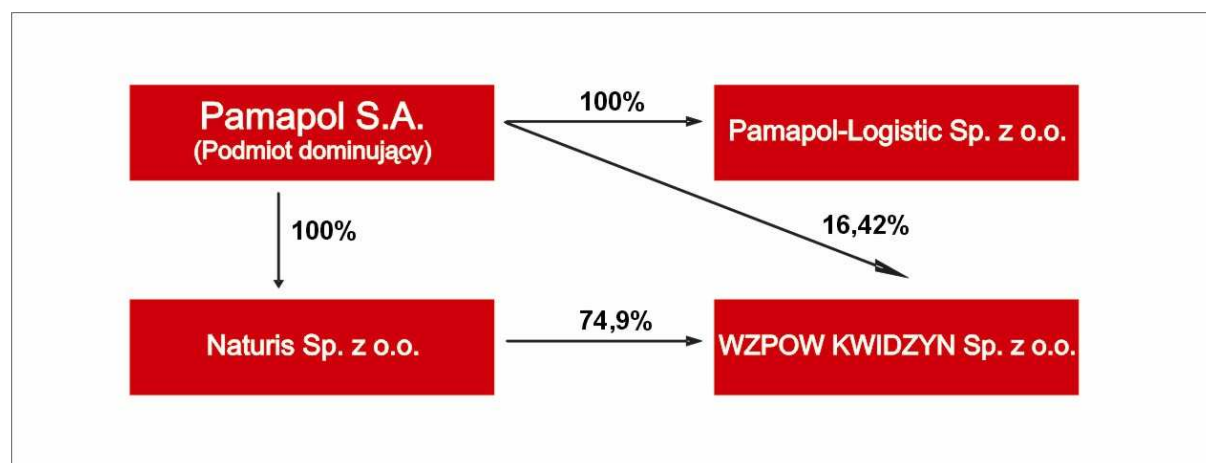 Pamapol S.A.
(Podmiot dominujący)
100%
Pamapol-Logistic Sp. z o.o.
100%
16,42%
Naturis Sp. z o.o.
74,9%
WZPOW KWIDZYN Sp. z o.o.